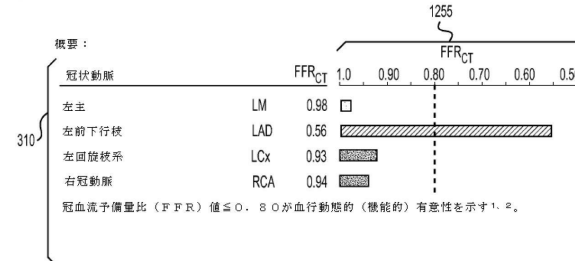 1255
概要：
FFRCT
冠状動脈 FFRCT 1.0 0.90 0.80 0.70 0.60 0.50
左主 LM 0.98
左前下行枝 LAD 0.56
310
左回旋枝系 LCx 0.93
右冠動脈 RCA 0.94
冠血流予備量比（ＦＦＲ）値≦０．８０が血行動態的（機能的）有意性を示す¹、²。